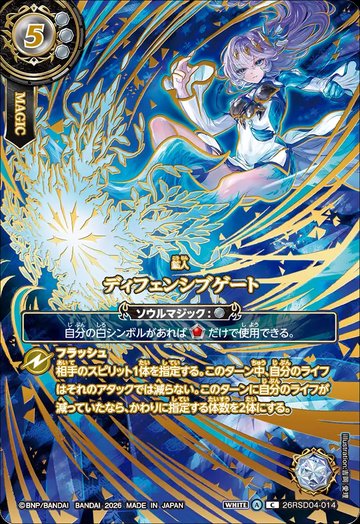 5
MAGIC
ディフェンシブゲート
ソウルマジック：
自分の白シンボルがあれば だけで使用できる。
フラッシュ
相手のスピリット1体を指定する。このターン中、自分のライフ
はそれのアタックでは減らない。このターンに自分のライフが
減っていたなら、かわりに指定する体数を2体にする。
©BNP/BANDAI BANDAI 2026 MADE IN JAPAN
WHITE A C 26RSD04-014